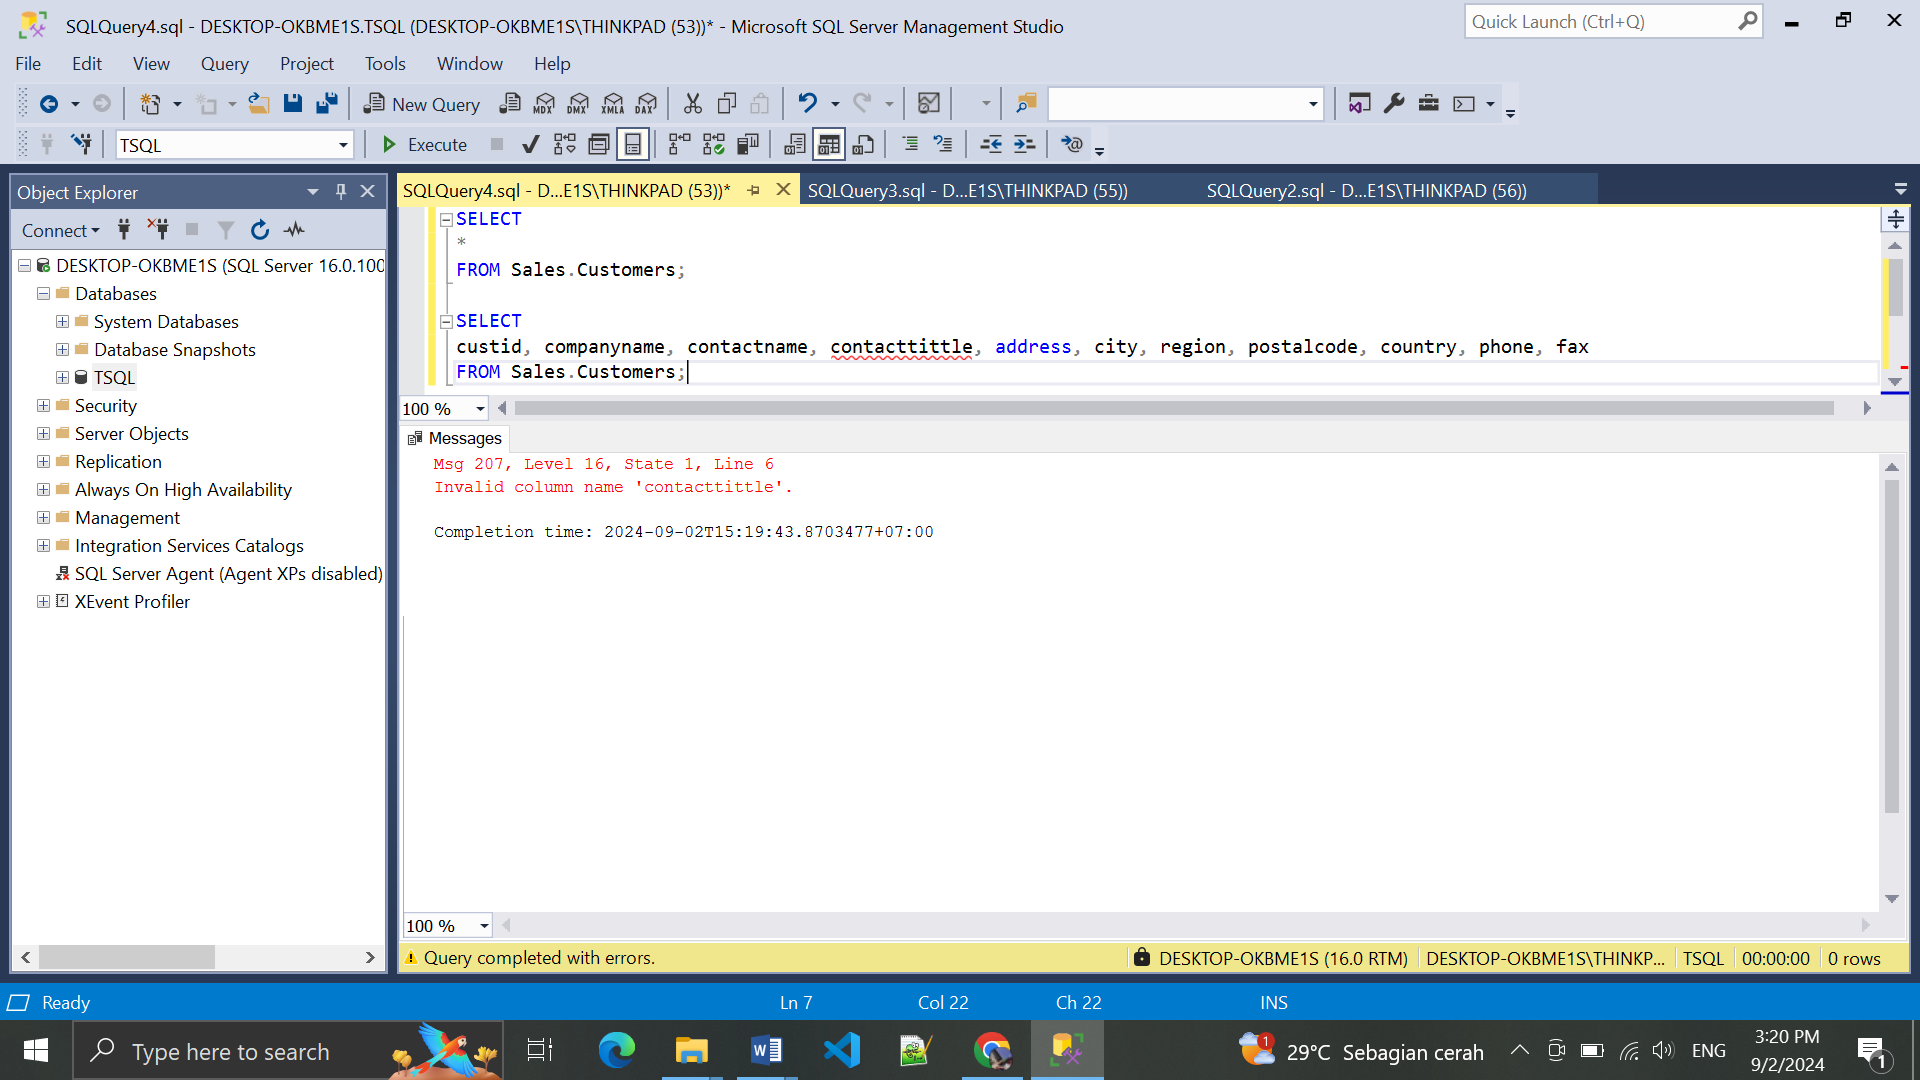 SQLQuery4.sql - DESKTOP-OKBME1S.TSQL (DESKTOP-OKBME1S\THINKPAD (53))* - Microsoft SQL Server Management Studio
Quick Launch (Ctrl+Q)
File Edit View Query Project Tools Window Help
New Query MDX DMX XMLA DAX
TSQL Execute
Object Explorer
SQLQuery4.sql - D...E1S\THINKPAD (53))* SQLQuery3.sql - D...E1S\THINKPAD (55)) SQLQuery2.sql - D...E1S\THINKPAD (56))
Connect
DESKTOP-OKBME1S (SQL Server 16.0.100
Databases
System Databases
Database Snapshots
TSQL
Security
Server Objects
Replication
Always On High Availability
Management
Integration Services Catalogs
SQL Server Agent (Agent XPs disabled)
XEvent Profiler
SELECT
*
FROM Sales.Customers;
SELECT
custid, companyname, contactname, contacttittle, address, city, region, postalcode, country, phone, fax
FROM Sales.Customers;
100 %
Messages
Msg 207, Level 16, State 1, Line 6
Invalid column name 'contacttittle'.
Completion time: 2024-09-02T15:19:43.8703477+07:00
100 %
Query completed with errors. DESKTOP-OKBME1S (16.0 RTM) DESKTOP-OKBME1S\THINKP... TSQL 00:00:00 0 rows
Ready Ln 7 Col 22 Ch 22 INS
Type here to search
1 29°C Sebagian cerah ENG
3:20 PM
9/2/2024
1